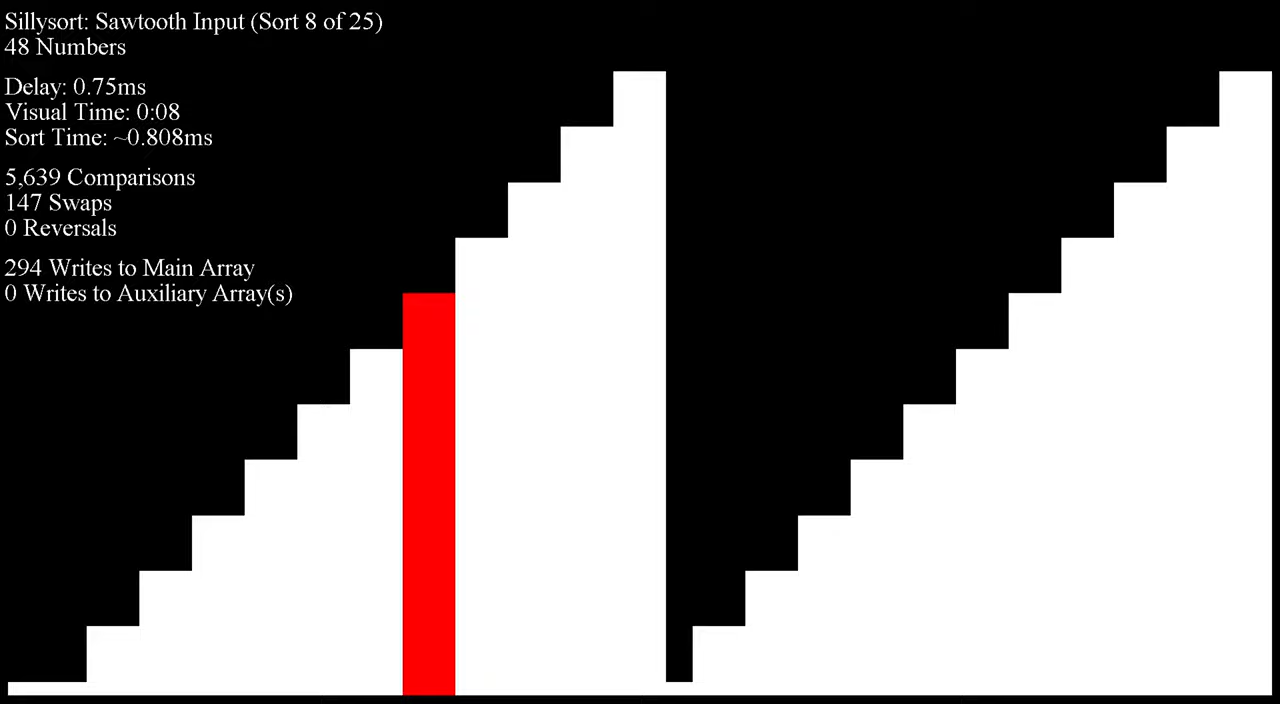 Sillysort: Sawtooth Input (Sort 8 of 25)
48 Numbers
Delay: 0.75ms
Visual Time: 0:08
Sort Time: ~0.808ms
5,639 Comparisons
147 Swaps
0 Reversals
294 Writes to Main Array
0 Writes to Auxiliary Array(s)